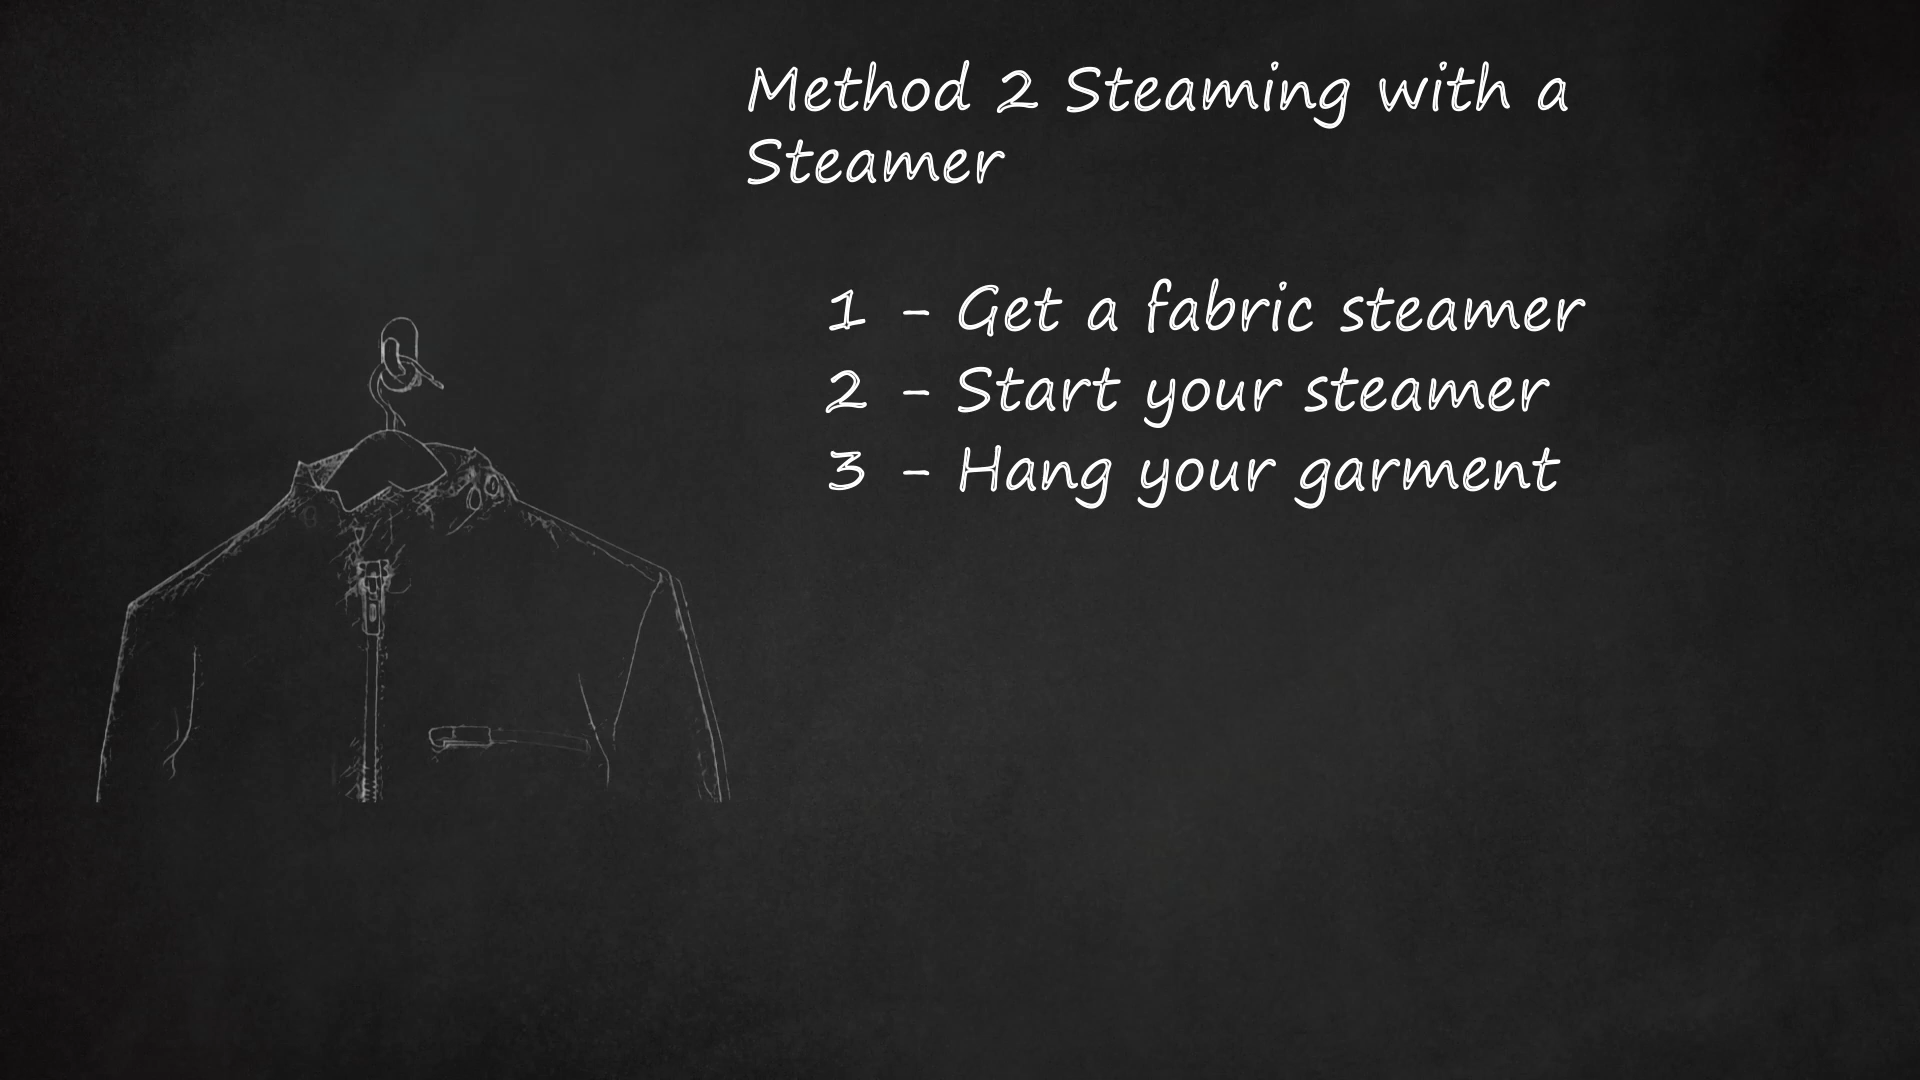 Method 2 Steaming with a
Steamer
1 - Get a fabric steamer
2 - Start your steamer
3 - Hang your garment